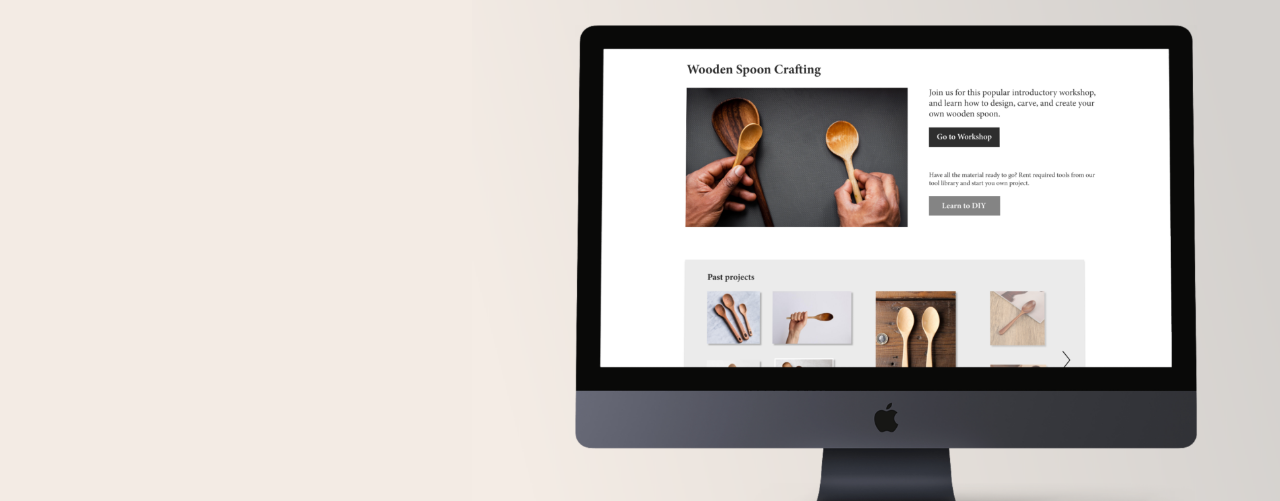 Wooden Spoon Crafting
Join us for this popular introductory workshop,
and learn how to design, carve, and create your
own wooden spoon.
Go to Workshop
Have all the material ready to go? Rent required tools from our
tool library and start you own project.
Learn to DIY
Past projects